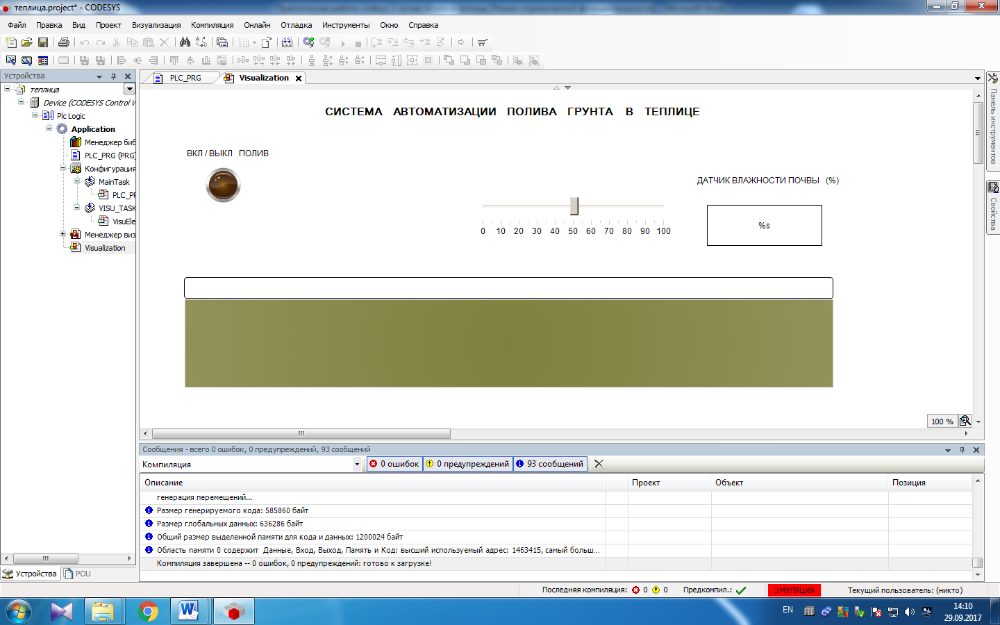 теплица.project* - CODESYS
Файл Правка Вид Проект Визуализация Компиляция Онлайн Отладка Инструменты Окно Справка
Устройства
теплица
Device (CODESYS Control W
Plc Logic
Application
Менеджер биб
PLC_PRG (PRG)
Конфигурация
MainTask
PLC_PR
VISU_TASK
VisuEle
Менеджер виз
Visualization
Устройства POU
PLC_PRG Visualization
СИСТЕМА АВТОМАТИЗАЦИИ ПОЛИВА ГРУНТА В ТЕПЛИЦЕ
ВКЛ / ВЫКЛ ПОЛИВ
ДАТЧИК ВЛАЖНОСТИ ПОЧВЫ (%)
%s
0 10 20 30 40 50 60 70 80 90 100
100 %
Панель инструментов
Свойства
Сообщения - всего 0 ошибок, 0 предупреждений, 93 сообщений
Компиляция 0 ошибок 0 предупреждений 93 сообщений
Описание Проект Объект Позиция
генерация перемещений...
Размер генерируемого кода: 585860 байт
Размер глобальных данных: 636286 байт
Общий размер выделенной памяти для кода и данных: 1200024 байт
Область памяти 0 содержит Данные, Вход, Выход, Память и Код: высший используемый адрес: 1463415, самый больш...
Компиляция завершена -- 0 ошибок, 0 предупреждений: готово к загрузке!
Последняя компиляция: 0 0 Предкомпил.: ЭМУЛЯЦИЯ Текущий пользователь: (никто)
EN
14:10
29.09.2017